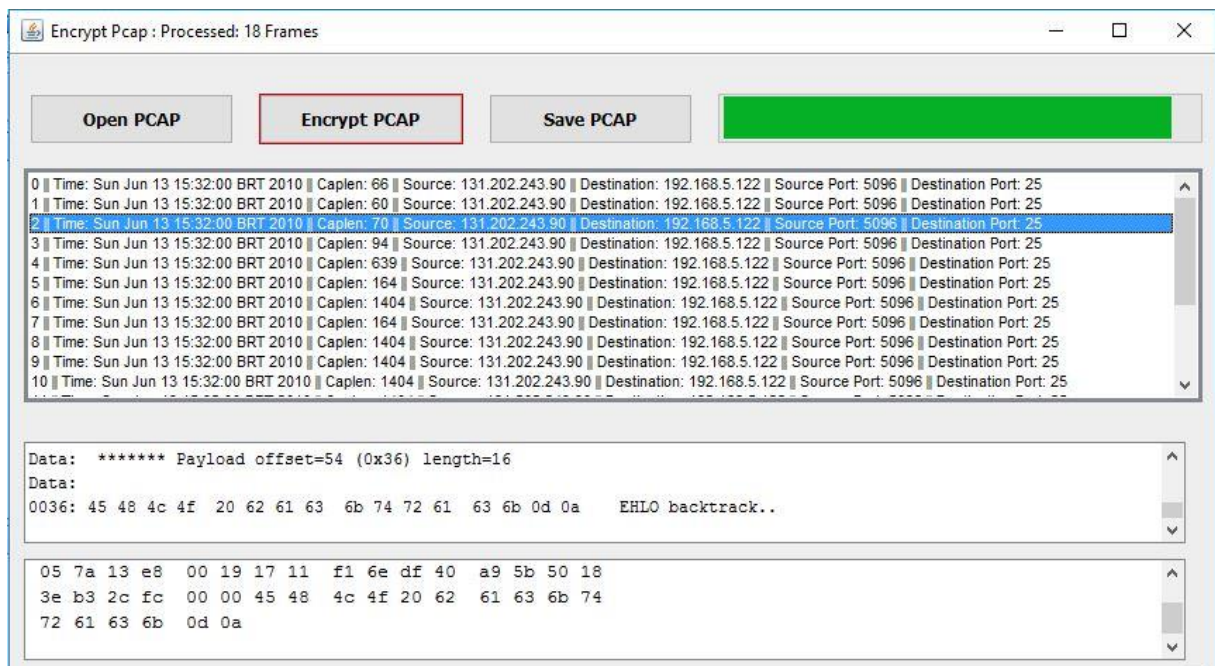 Encrypt Pcap : Processed: 18 Frames
Open PCAP Encrypt PCAP Save PCAP
0 || Time: Sun Jun 13 15:32:00 BRT 2010 || Caplen: 66 || Source: 131.202.243.90 || Destination: 192.168.5.122 || Source Port: 5096 || Destination Port: 25
1 || Time: Sun Jun 13 15:32:00 BRT 2010 || Caplen: 60 || Source: 131.202.243.90 || Destination: 192.168.5.122 || Source Port: 5096 || Destination Port: 25
2 || Time: Sun Jun 13 15:32:00 BRT 2010 || Caplen: 70 || Source: 131.202.243.90 || Destination: 192.168.5.122 || Source Port: 5096 || Destination Port: 25
3 || Time: Sun Jun 13 15:32:00 BRT 2010 || Caplen: 94 || Source: 131.202.243.90 || Destination: 192.168.5.122 || Source Port: 5096 || Destination Port: 25
4 || Time: Sun Jun 13 15:32:00 BRT 2010 || Caplen: 639 || Source: 131.202.243.90 || Destination: 192.168.5.122 || Source Port: 5096 || Destination Port: 25
5 || Time: Sun Jun 13 15:32:00 BRT 2010 || Caplen: 164 || Source: 131.202.243.90 || Destination: 192.168.5.122 || Source Port: 5096 || Destination Port: 25
6 || Time: Sun Jun 13 15:32:00 BRT 2010 || Caplen: 1404 || Source: 131.202.243.90 || Destination: 192.168.5.122 || Source Port: 5096 || Destination Port: 25
7 || Time: Sun Jun 13 15:32:00 BRT 2010 || Caplen: 164 || Source: 131.202.243.90 || Destination: 192.168.5.122 || Source Port: 5096 || Destination Port: 25
8 || Time: Sun Jun 13 15:32:00 BRT 2010 || Caplen: 1404 || Source: 131.202.243.90 || Destination: 192.168.5.122 || Source Port: 5096 || Destination Port: 25
9 || Time: Sun Jun 13 15:32:00 BRT 2010 || Caplen: 1404 || Source: 131.202.243.90 || Destination: 192.168.5.122 || Source Port: 5096 || Destination Port: 25
10 || Time: Sun Jun 13 15:32:00 BRT 2010 || Caplen: 1404 || Source: 131.202.243.90 || Destination: 192.168.5.122 || Source Port: 5096 || Destination Port: 25
Data: ******* Payload offset=54 (0x36) length=16
Data:
0036: 45 48 4c 4f 20 62 61 63 6b 74 72 61 63 6b 0d 0a EHLO backtrack..
05 7a 13 e8 00 19 17 11 f1 6e df 40 a9 5b 50 18
3e b3 2c fc 00 00 45 48 4c 4f 20 62 61 63 6b 74
72 61 63 6b 0d 0a